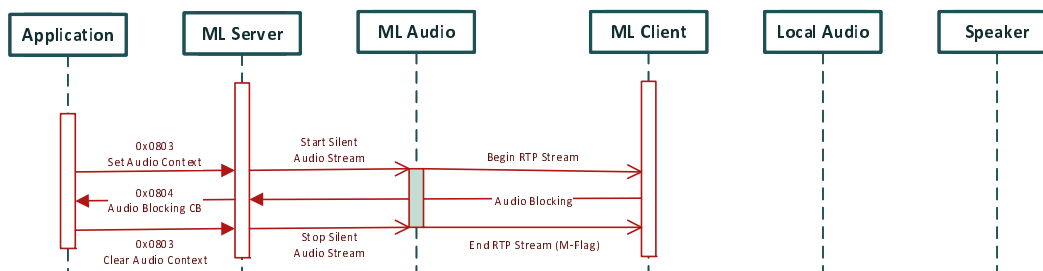 Application
ML Server
ML Audio
ML Client
Local Audio
Speaker
0x0803
Set Audio Context
Start Silent
Audio Stream
Begin RTP Stream
0x0804
Audio Blocking CB
Audio Blocking
0x0803
Clear Audio Context
Stop Silent
Audio Stream
End RTP Stream (M-Flag)